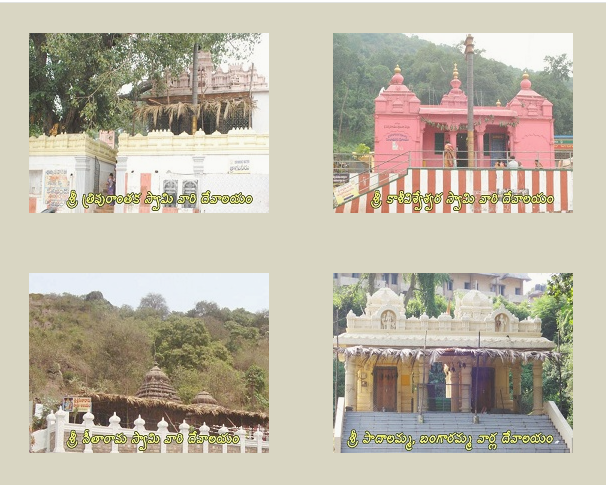 శ్రీ త్రిపురాంతక స్వామి వారి దేవాలయం
శ్రీ కాశీవిశ్వేశ్వర స్వామి వారి దేవాలయం
శ్రీ సీతారామ స్వామి వారి దేవాలయం
శ్రీ పాదాలమ్మ, బంగారమ్మ వార్ల దేవాలయం